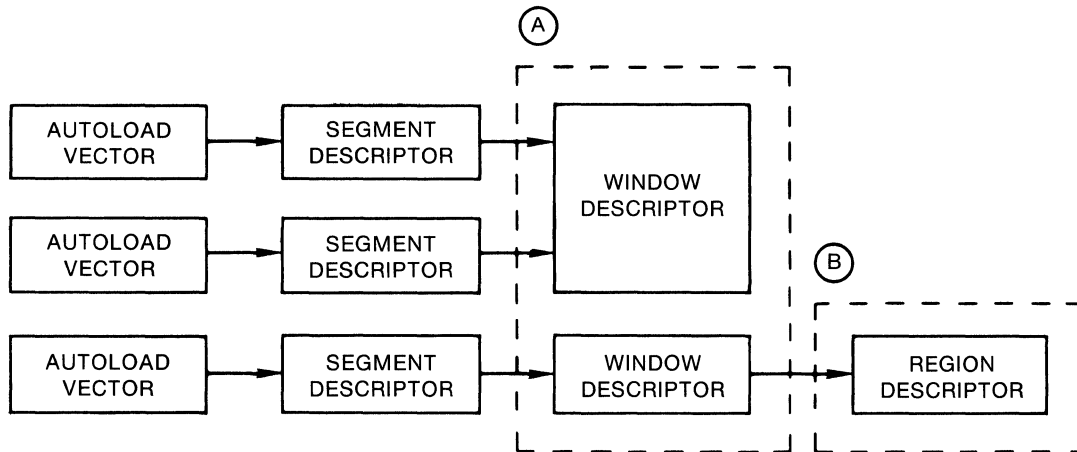 A
AUTOLOAD
VECTOR
SEGMENT
DESCRIPTOR
WINDOW
DESCRIPTOR
AUTOLOAD
VECTOR
SEGMENT
DESCRIPTOR
B
AUTOLOAD
VECTOR
SEGMENT
DESCRIPTOR
WINDOW
DESCRIPTOR
REGION
DESCRIPTOR